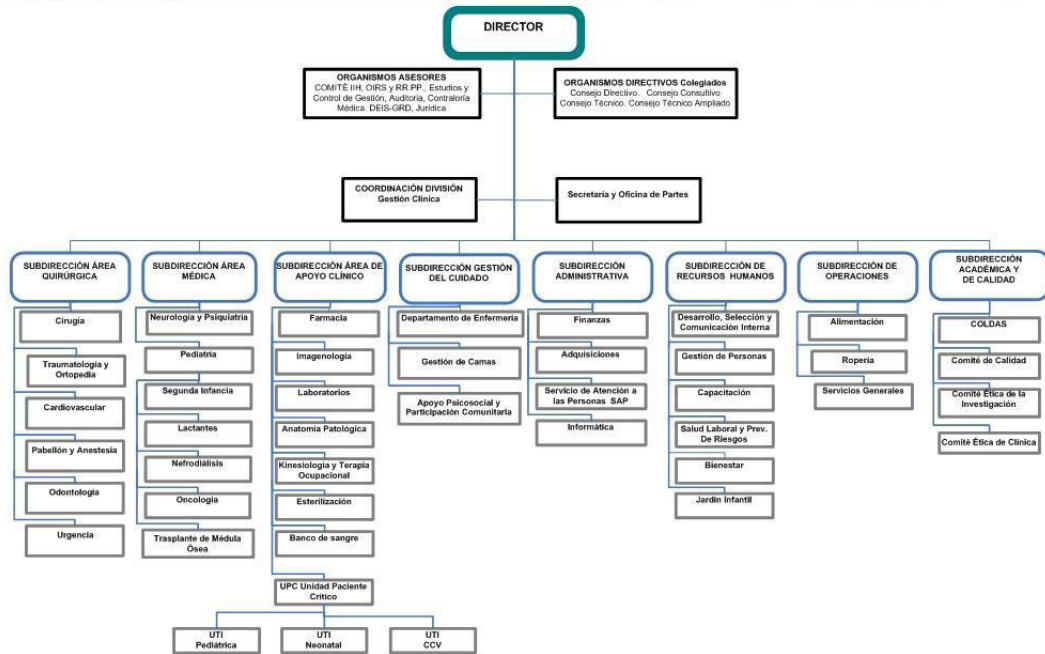 DIRECTOR
ORGANISMOS ASESORES
COMITÉ IIH, OIRS y RR.PP., Estudios y
Control de Gestión, Auditoría, Contraloría
Médica. DEIS-GRD, Jurídica
ORGANISMOS DIRECTIVOS Colegiados
Consejo Directivo. Consejo Consultivo
Consejo Técnico. Consejo Técnico Ampliado
COORDINACIÓN DIVISIÓN
Gestión Clínica
Secretaría y Oficina de Partes
SUBDIRECCIÓN ÁREA
QUIRÚRGICA
Cirugía
Traumatología y
Ortopedia
Cardiovascular
Pabellón y Anestesia
Odontología
Urgencia
SUBDIRECCIÓN ÁREA
MÉDICA
Neurología y Psiquiatría
Pediatría
Segunda Infancia
Lactantes
Nefrodiálisis
Oncología
Trasplante de Médula
Ósea
SUBDIRECCIÓN ÁREA DE
APOYO CLÍNICO
Farmacia
Imagenología
Laboratorios
Anatomía Patológica
Kinesiología y Terapia
Ocupacional
Esterilización
Banco de sangre
UPC Unidad Paciente
Crítico
UTI
Pediátrica
UTI
Neonatal
UTI
CCV
SUBDIRECCIÓN GESTIÓN
DEL CUIDADO
Departamento de Enfermería
Gestión de Camas
Apoyo Psicosocial y
Participación Comunitaria
SUBDIRECCIÓN
ADMINISTRATIVA
Finanzas
Adquisiciones
Servicio de Atención a
las Personas SAP
Informática
SUBDIRECCIÓN DE
RECURSOS HUMANOS
Desarrollo, Selección y
Comunicación Interna
Gestión de Personas
Capacitación
Salud Laboral y Prev.
De Riesgos
Bienestar
Jardín Infantil
SUBDIRECCIÓN DE
OPERACIONES
Alimentación
Ropería
Servicios Generales
SUBDIRECCIÓN
ACADÉMICA Y
DE CALIDAD
COLDAS
Comité de Calidad
Comité Ética de la
Investigación
Comité Ética de Clínica